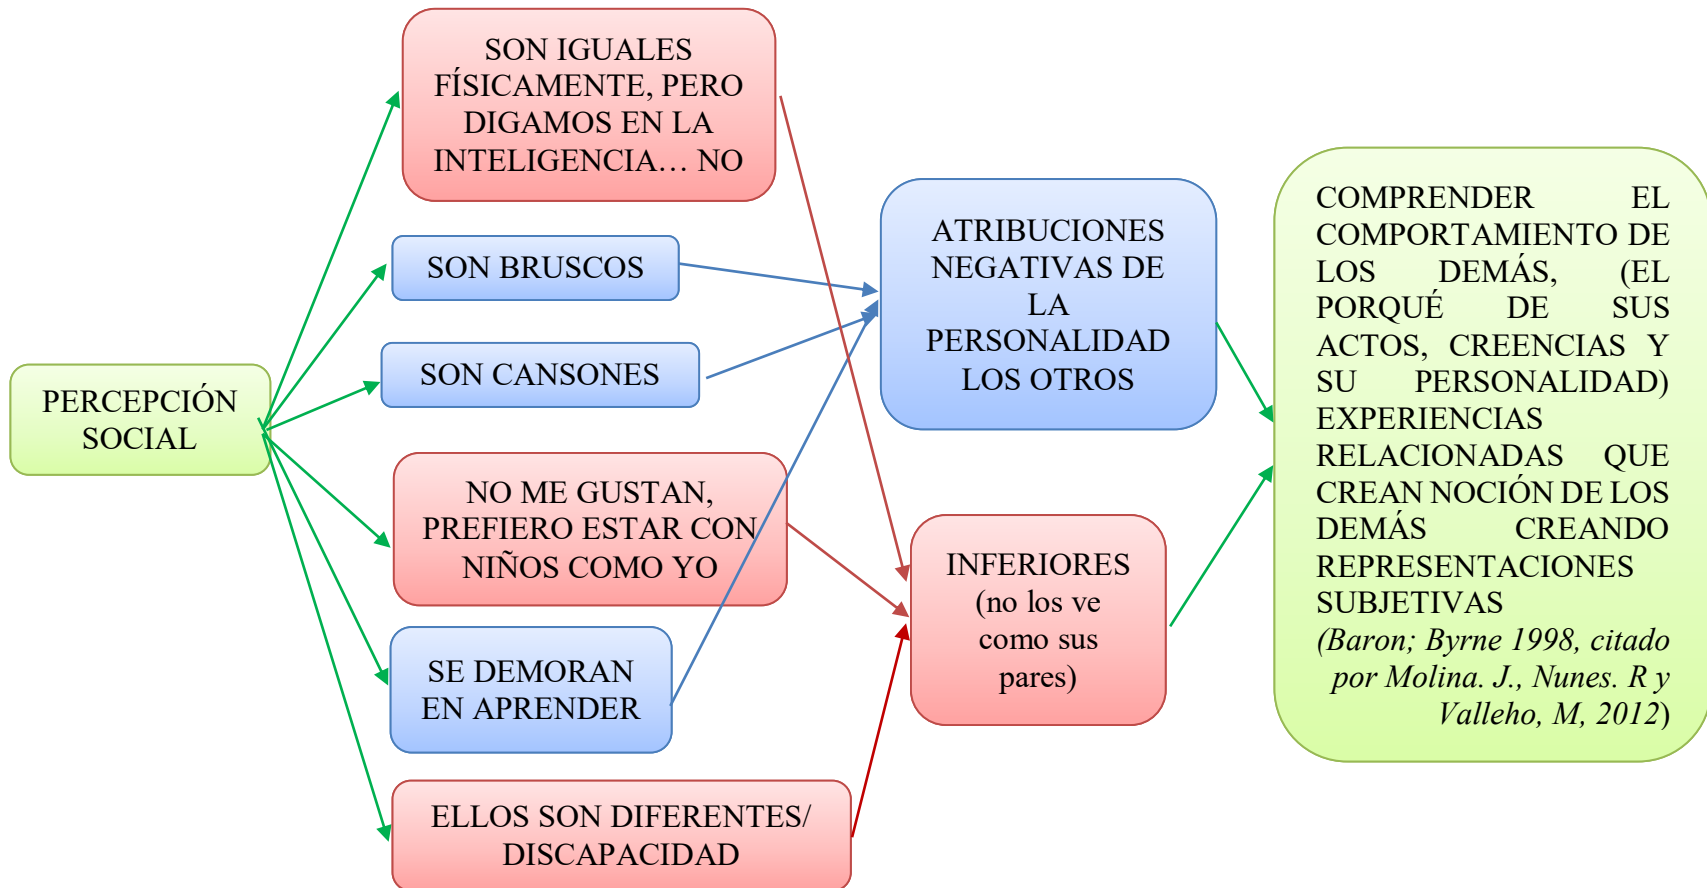 PERCEPCIÓN
SOCIAL
SON IGUALES
FÍSICAMENTE, PERO
DIGAMOS EN LA
INTELIGENCIA… NO
SON BRUSCOS
SON CANSONES
NO ME GUSTAN,
PREFIERO ESTAR CON
NIÑOS COMO YO
SE DEMORAN
EN APRENDER
ELLOS SON DIFERENTES/
DISCAPACIDAD
ATRIBUCIONES
NEGATIVAS DE
LA
PERSONALIDAD
LOS OTROS
INFERIORES
(no los ve
como sus
pares)
COMPRENDER EL
COMPORTAMIENTO DE
LOS DEMÁS, (EL
PORQUÉ DE SUS
ACTOS, CREENCIAS Y
SU PERSONALIDAD)
EXPERIENCIAS
RELACIONADAS QUE
CREAN NOCIÓN DE LOS
DEMÁS CREANDO
REPRESENTACIONES
SUBJETIVAS
(Baron; Byrne 1998, citado
por Molina. J., Nunes. R y
Valleho, M, 2012)